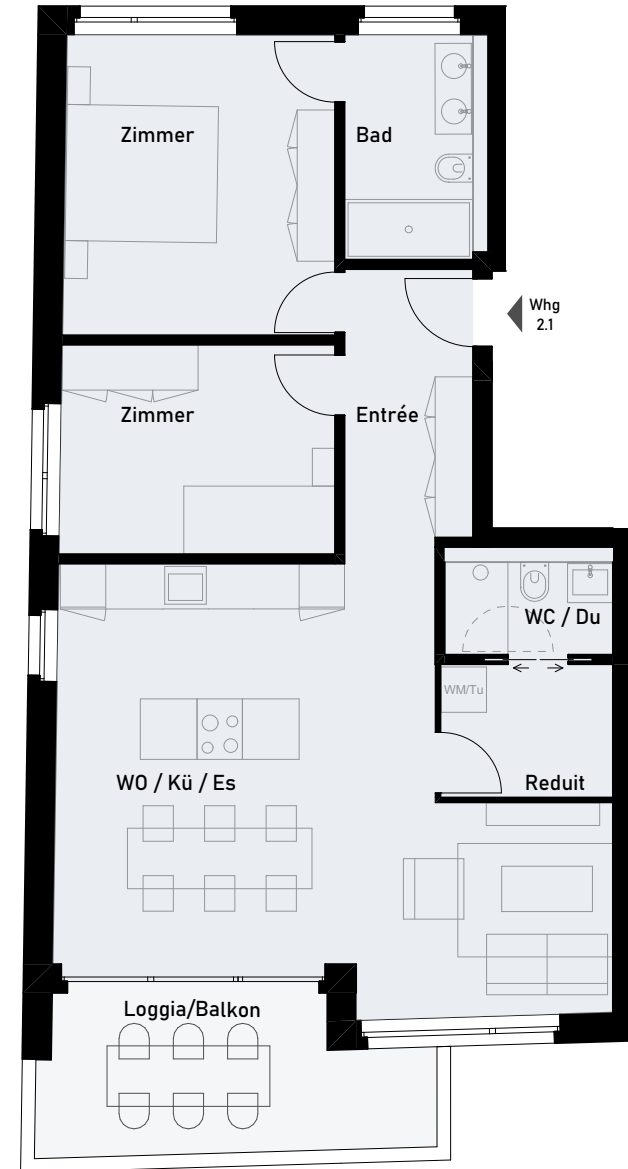 Zimmer
Bad
Whg
2.1
Zimmer
Entrée
WC / Du
WM/Tu
WO / Kü / Es
Reduit
Loggia/Balkon